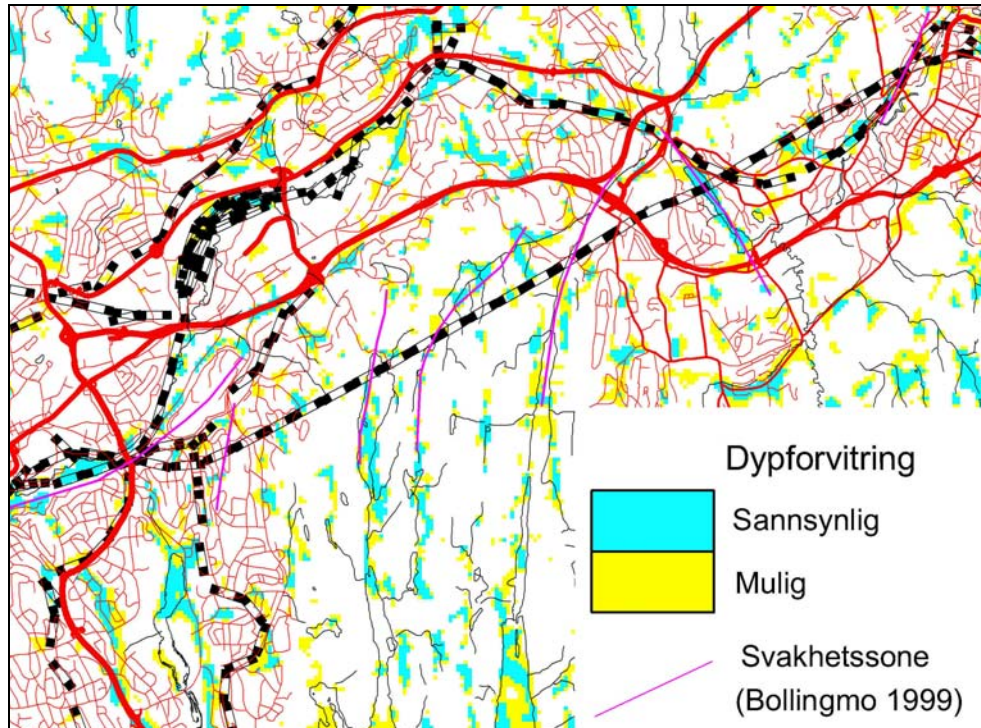 Dypforvitring
Sannsynlig
Mulig
Svakhetssone
(Bollingmo 1999)